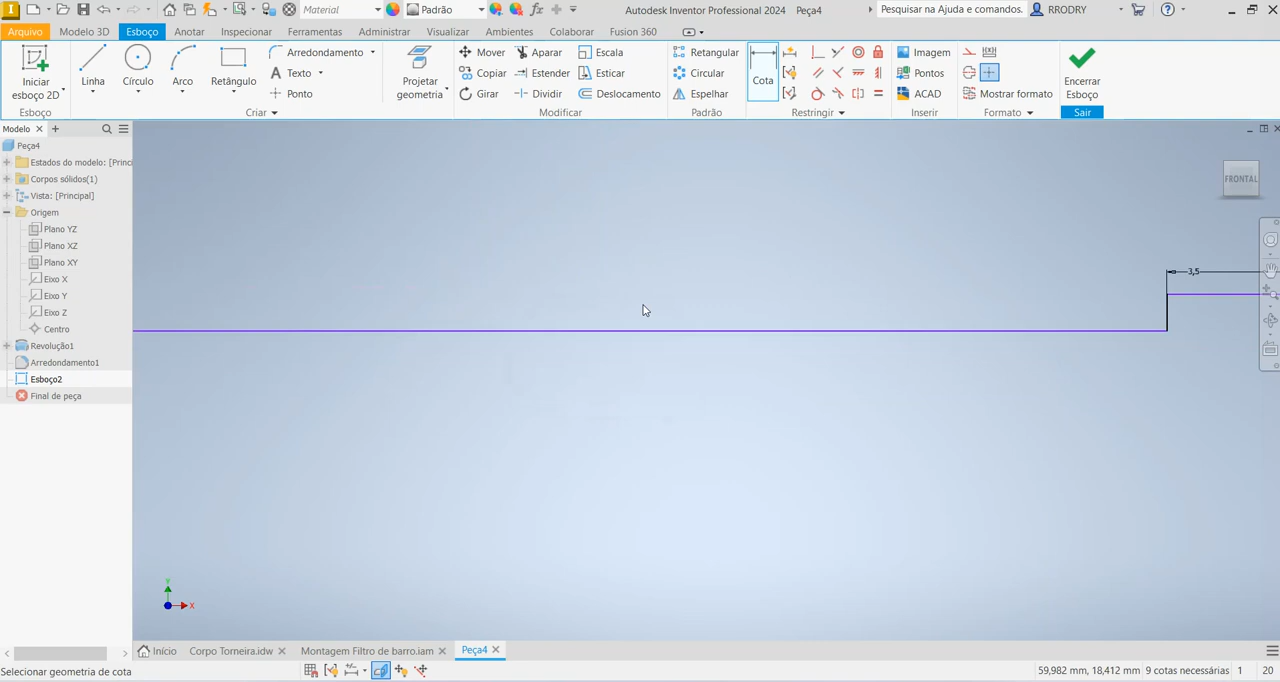 Material
Padrão
Autodesk Inventor Professional 2024 Peça4
Pesquisar na Ajuda e comandos.
RRODRY
Arquivo Modelo 3D Esboço Anotar Inspecionar Ferramentas Administrar Visualizar Ambientes Colaborar Fusion 360
Iniciar
esboço 2D
Linha
Círculo
Arco
Retângulo
Arredondamento
Texto
Ponto
Projetar
geometria
Mover
Copiar
Girar
Aparar
Estender
Dividir
Escala
Esticar
Deslocamento
Retangular
Circular
Espelhar
Cota
Imagem
Pontos
ACAD
Mostrar formato
Encerrar
Esboço
Esboço Criar Modificar Padrão Restringir Inserir Formato Sair
Modelo
Peça4
Estados do modelo: [Princ
Corpos sólidos(1)
Vista: [Principal]
Origem
Plano YZ
Plano XZ
Plano XY
Eixo X
Eixo Y
Eixo Z
Centro
Revolução1
Arredondamento1
Esboço2
Final de peça
FRONTAL
3,5
Y
X
Início Corpo Torneira.idw Montagem Filtro de barro.iam Peça4
Selecionar geometria de cota
59,982 mm, 18,412 mm 9 cotas necessárias 1 20